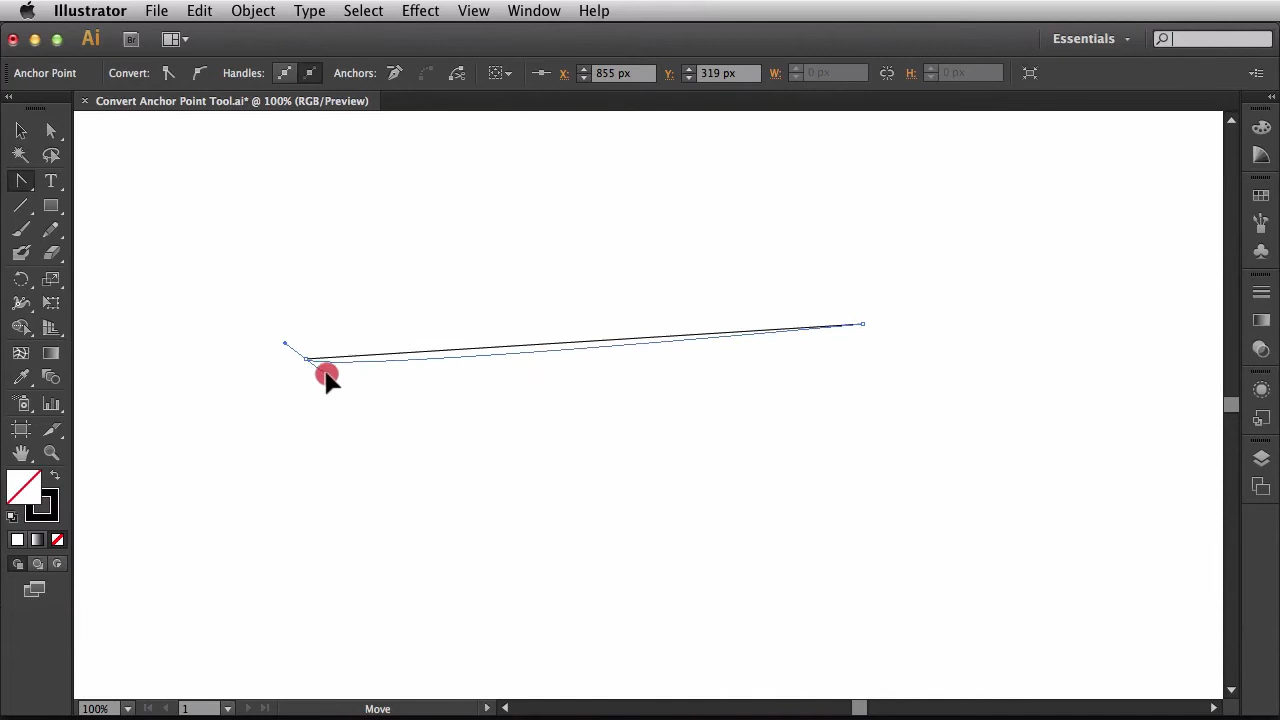 Illustrator File Edit Object Type Select Effect View Window Help
Ai Br Essentials
Anchor Point Convert: Handles: Anchors: X: 855 px Y: 319 px W: 0 px H: 0 px
× Convert Anchor Point Tool.ai* @ 100% (RGB/Preview)
T
100% 1 Move